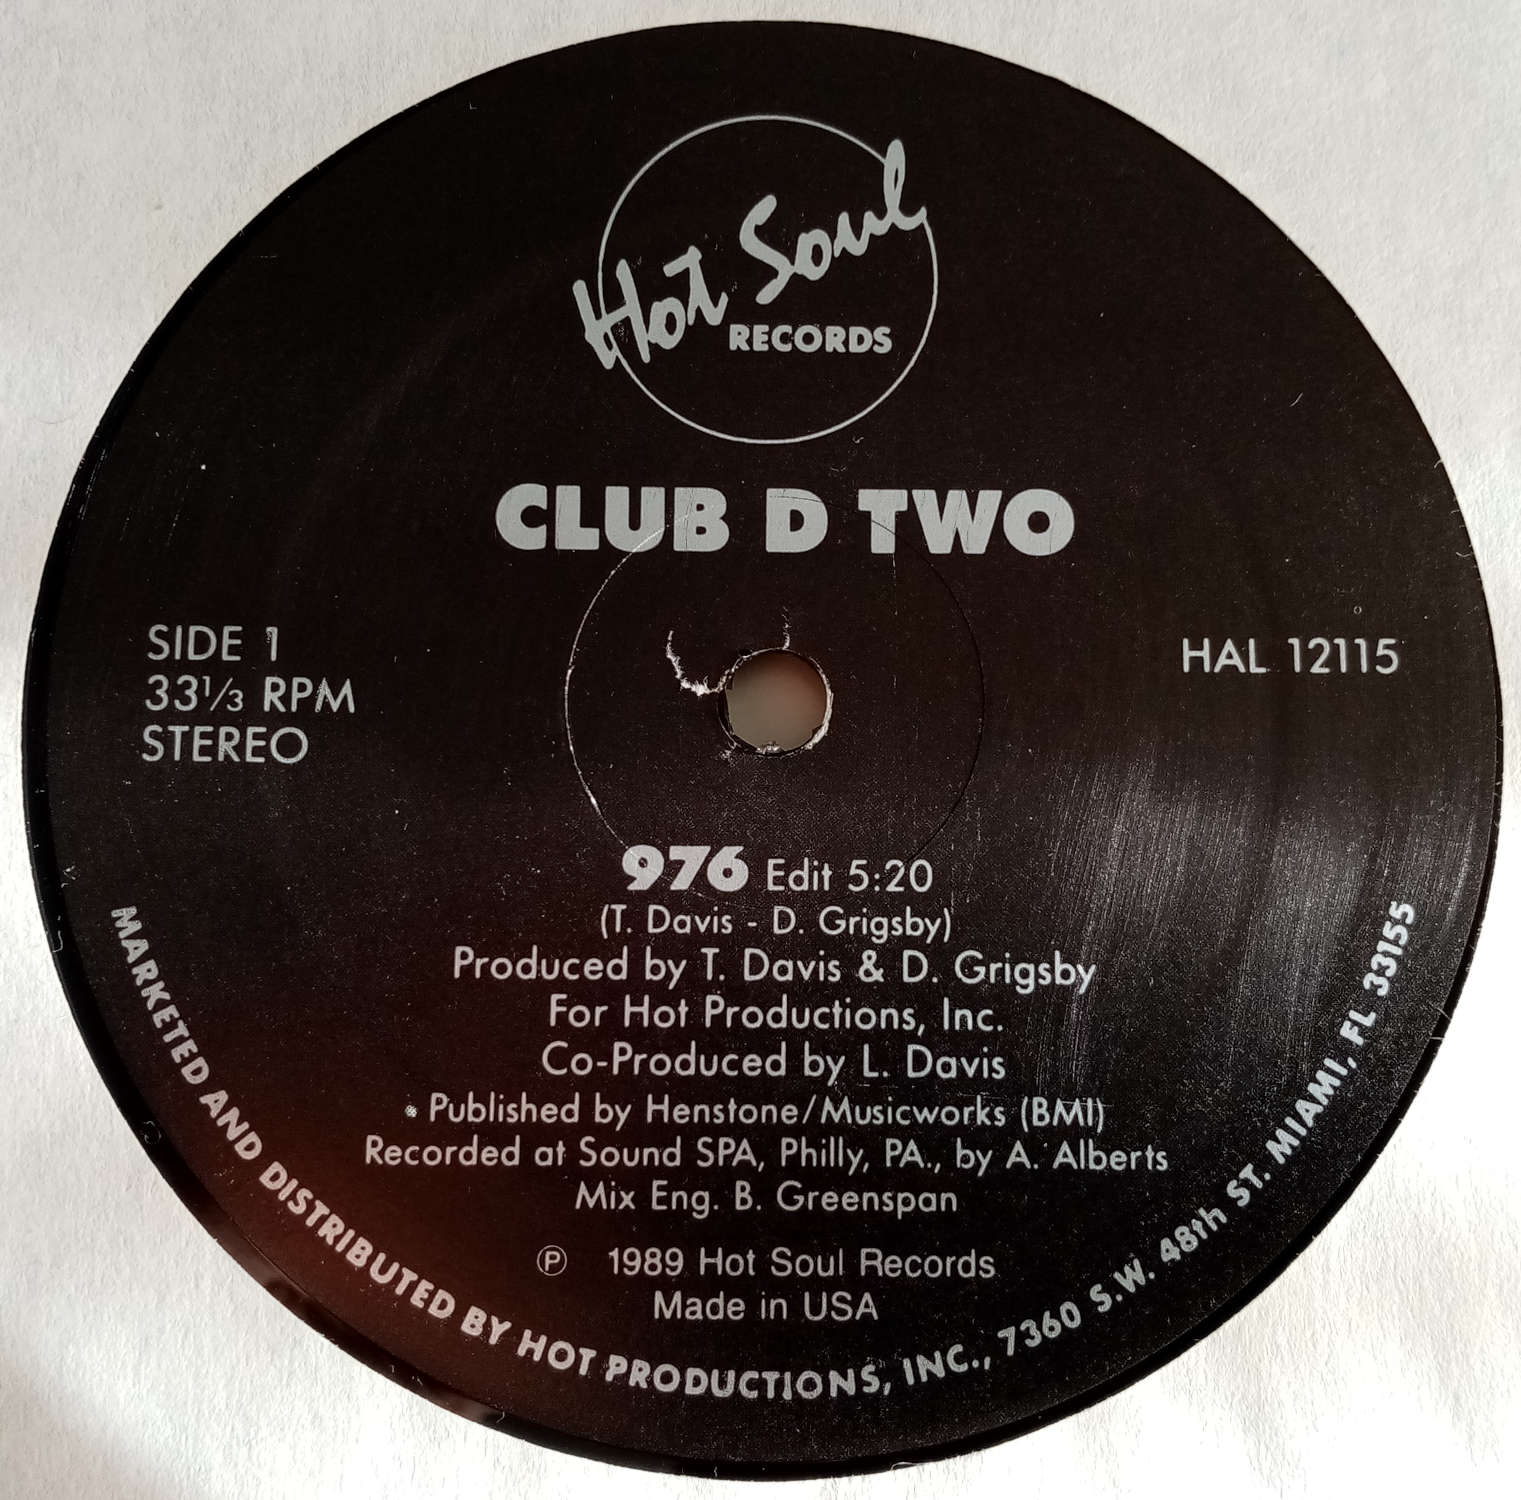 Hot Soul
RECORDS
CLUB D TWO
SIDE 1
33⅓ RPM
STEREO
HAL 12115
976 Edit 5:20
(T. Davis - D. Grigsby)
Produced by T. Davis & D. Grigsby
For Hot Productions, Inc.
Co-Produced by L. Davis
• Published by Henstone/Musicworks (BMI)
Recorded at Sound SPA, Philly, PA., by A. Alberts
Mix Eng. B. Greenspan
℗ 1989 Hot Soul Records
Made in USA
MARKETED AND DISTRIBUTED BY HOT PRODUCTIONS, INC., 7360 S.W. 48th ST. MIAMI, FL 33155